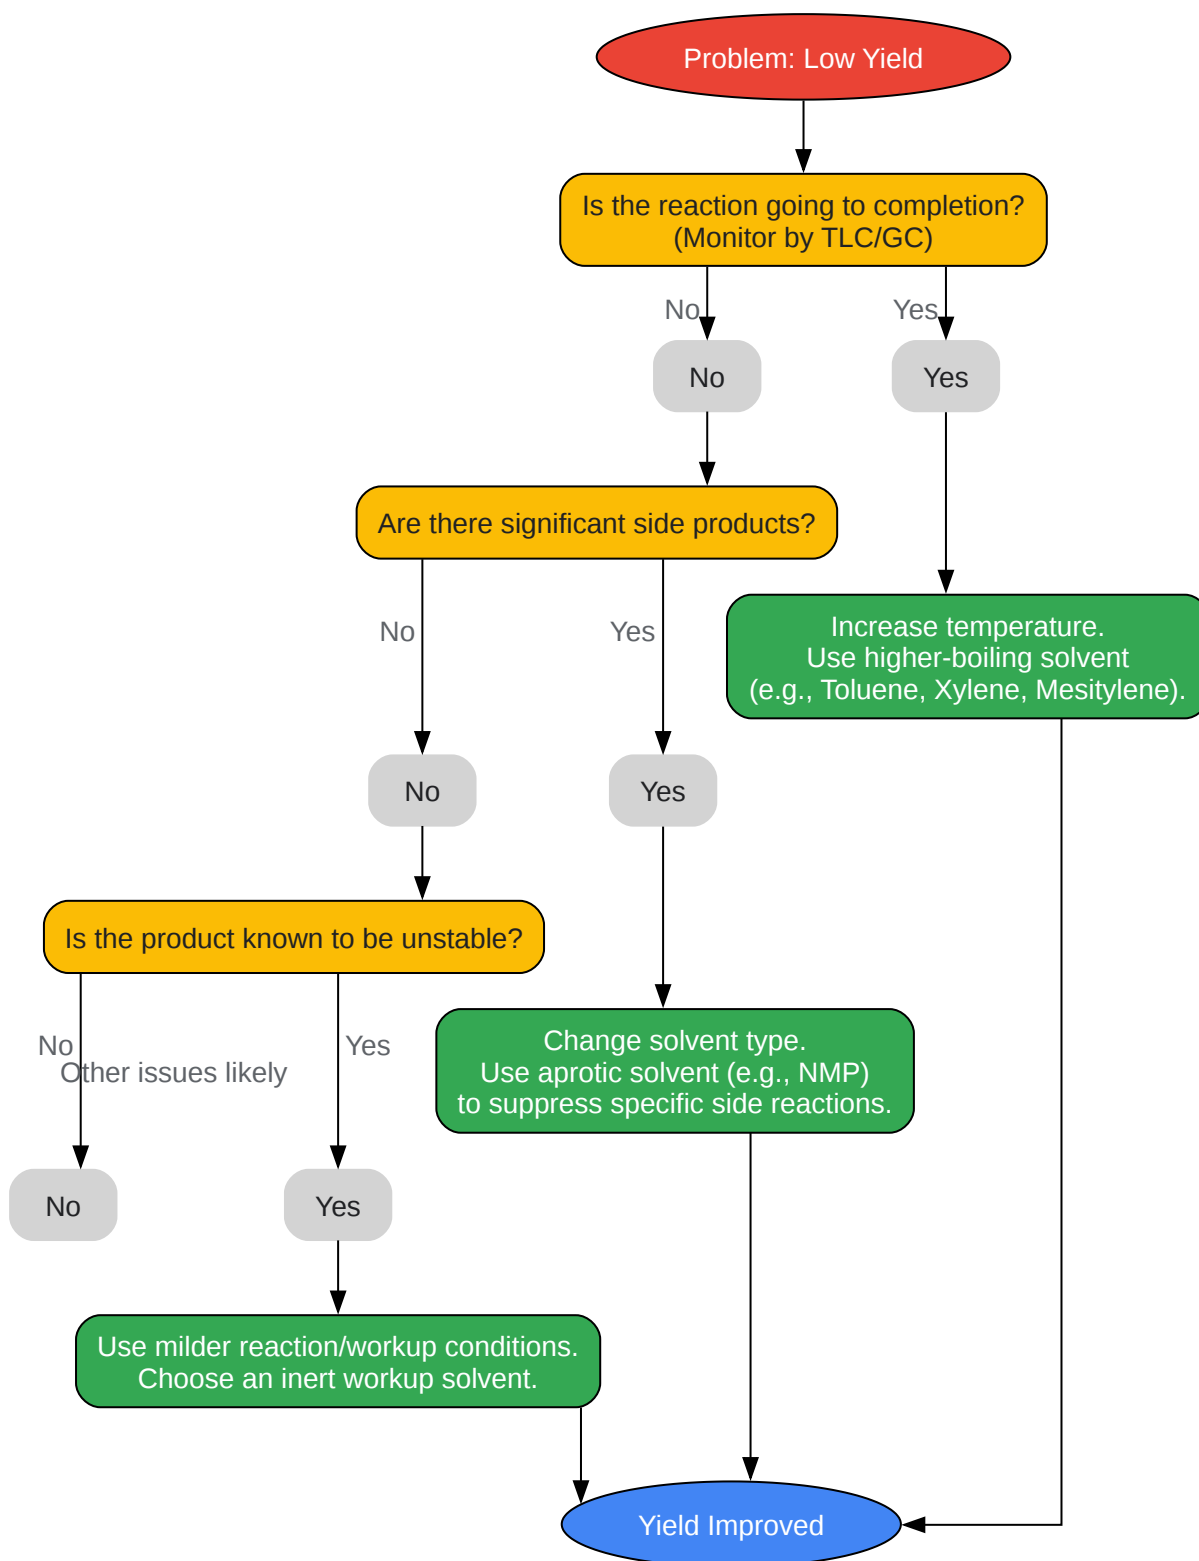 Problem: Low Yield
Is the reaction going to completion?
(Monitor by TLC/GC)
No
Yes
No
Yes
Are there significant side products?
No
Yes
Increase temperature.
Use higher-boiling solvent
(e.g., Toluene, Xylene, Mesitylene).
No
Yes
Is the product known to be unstable?
No
Other issues likely
Yes
Change solvent type.
Use aprotic solvent (e.g., NMP)
to suppress specific side reactions.
No
Yes
Use milder reaction/workup conditions.
Choose an inert workup solvent.
Yield Improved